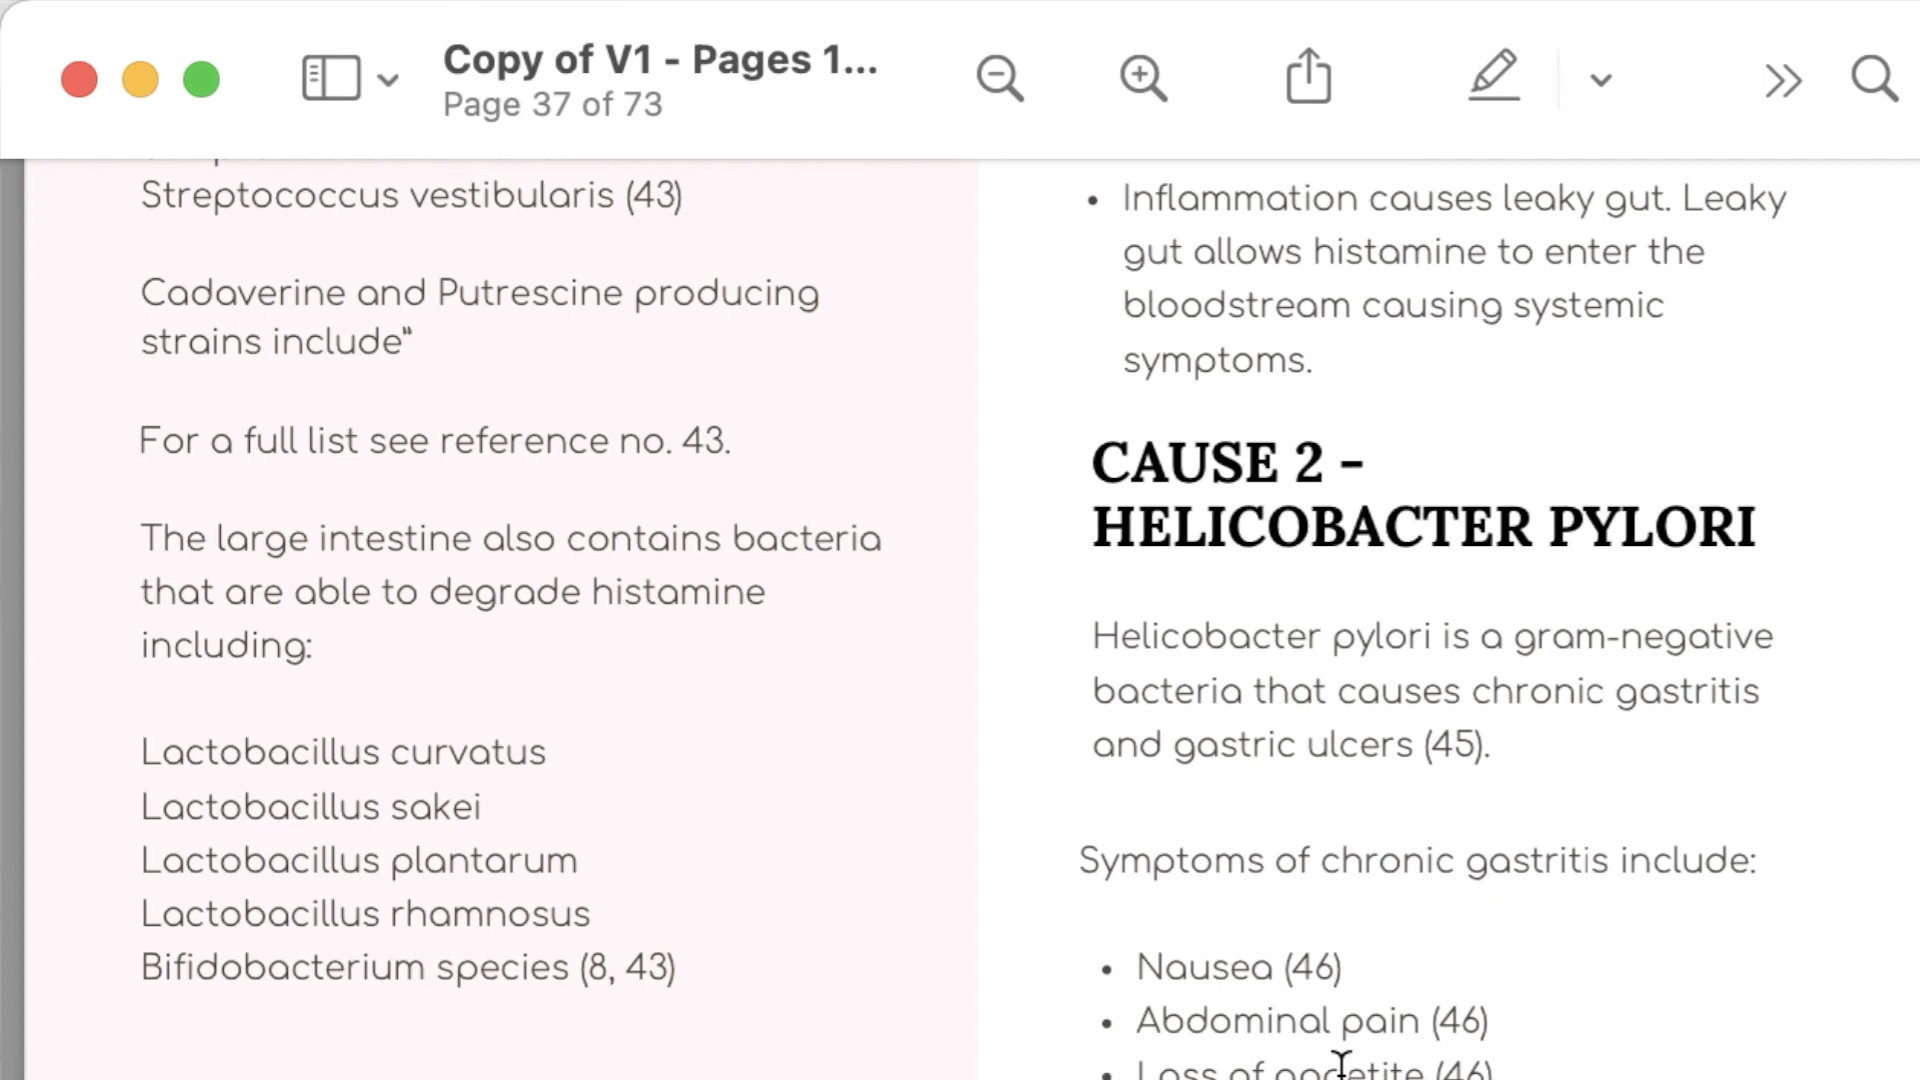 Copy of V1 - Pages 1...
Page 37 of 73
Streptococcus vestibularis (43)
Cadaverine and Putrescine producing
strains include”
For a full list see reference no. 43.
The large intestine also contains bacteria
that are able to degrade histamine
including:
Lactobacillus curvatus
Lactobacillus sakei
Lactobacillus plantarum
Lactobacillus rhamnosus
Bifidobacterium species (8, 43)
• Inflammation causes leaky gut. Leaky
gut allows histamine to enter the
bloodstream causing systemic
symptoms.
CAUSE 2 -
HELICOBACTER PYLORI
Helicobacter pylori is a gram-negative
bacteria that causes chronic gastritis
and gastric ulcers (45).
Symptoms of chronic gastritis include:
• Nausea (46)
• Abdominal pain (46)
• Loss of appetite (46)